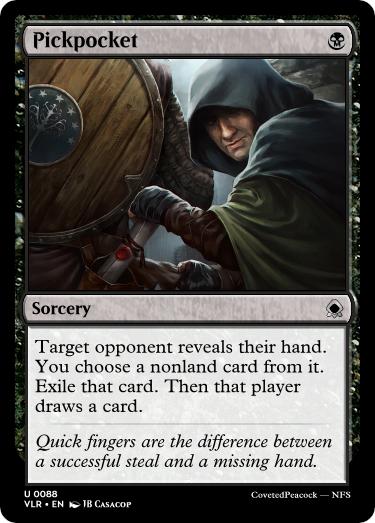 Pickpocket
Sorcery
Target opponent reveals their hand.
You choose a nonland card from it.
Exile that card. Then that player
draws a card.
Quick fingers are the difference between
a successful steal and a missing hand.
U 0088
VLR • EN JB Casacop
CovetedPeacock — NFS